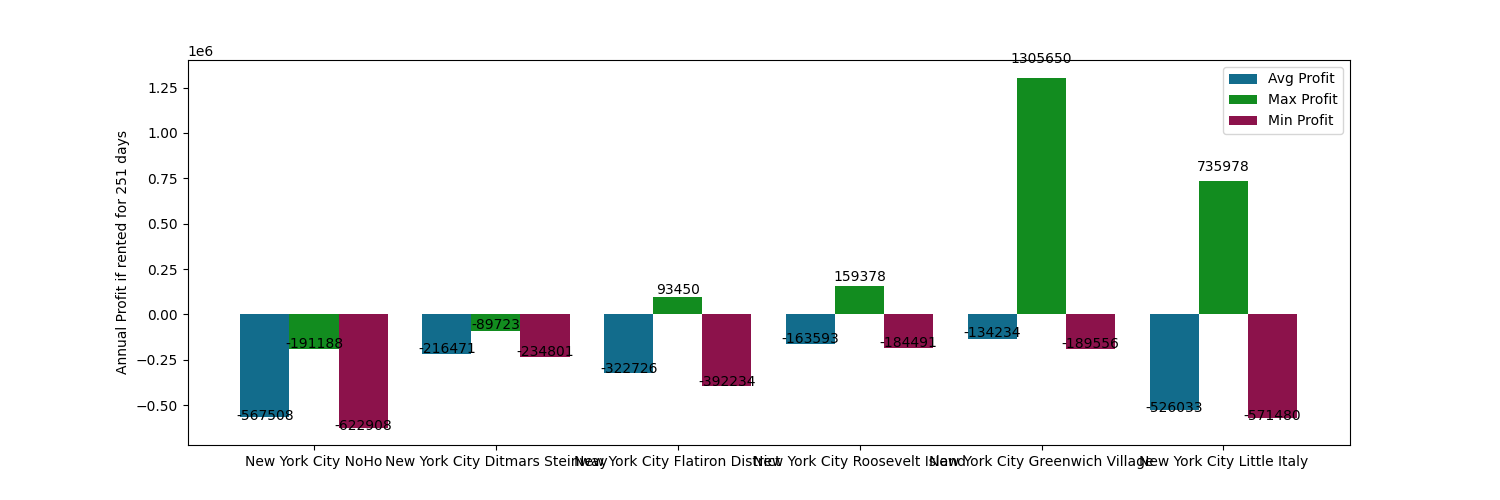 1e6
1305650
Avg Profit
Max Profit
Min Profit
1.25
1.00
0.75
0.50
0.25
0.00
−0.25
−0.50
Annual Profit if rented for 251 days
735978
159378
93450
-89723
-191188
-134234
-163593
-184491
-189556
-216471
-234801
-322726
-392234
-526033
-567508
-571480
-622908
New York City NoHo
New York City Ditmars Steinway
New York City Flatiron District
New York City Roosevelt Island
New York City Greenwich Village
New York City Little Italy